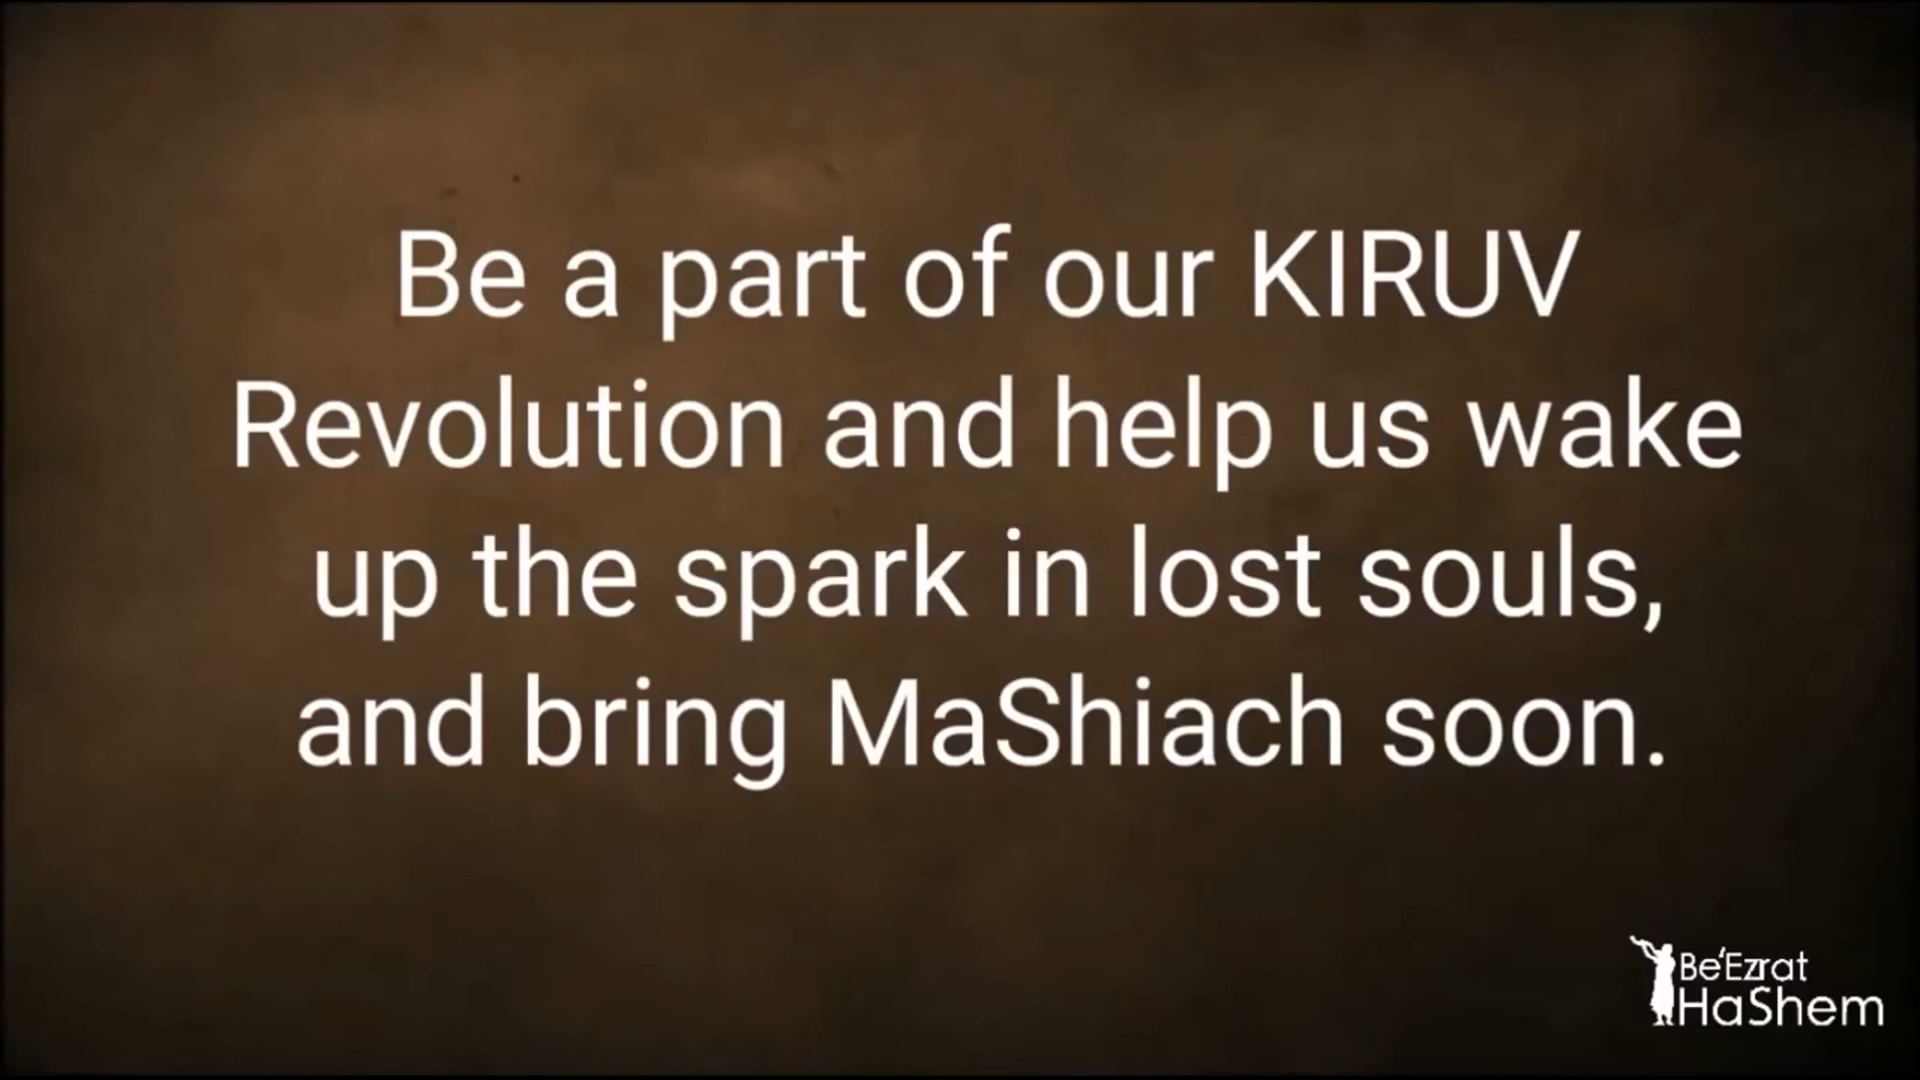 Be a part of our KIRUV
Revolution and help us wake
up the spark in lost souls,
and bring MaShiach soon.
Be'Ezrat
HaShem